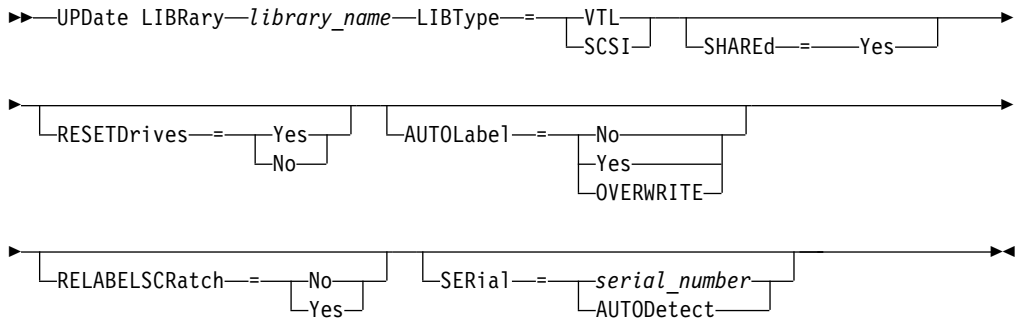 UPDate LIBRary library_name LIBType = VTL
SCSI
SHAREd = Yes
RESETDrives = Yes
No
AUTOLabel = No
Yes
OVERWRITE
RELABELSCRatch = No
Yes
SERial = serial_number
AUTODetect